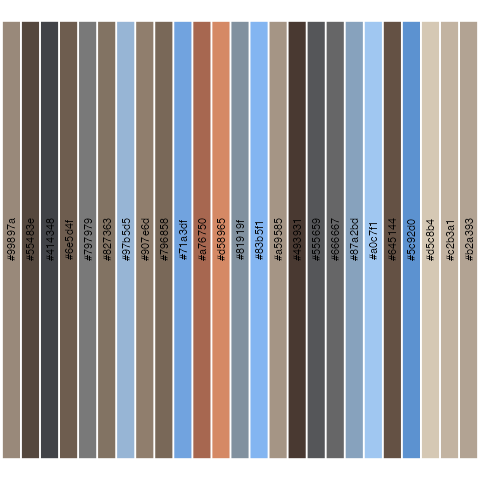 #99897a
#55483e
#414348
#6e5d4f
#797979
#827363
#97b5d5
#907e6d
#796858
#71a3df
#a76750
#d58965
#81919f
#83b5f1
#a59585
#493931
#555659
#666667
#87a2bd
#a0c7f1
#645144
#5c92d0
#d5c8b4
#c2b3a1
#b2a393